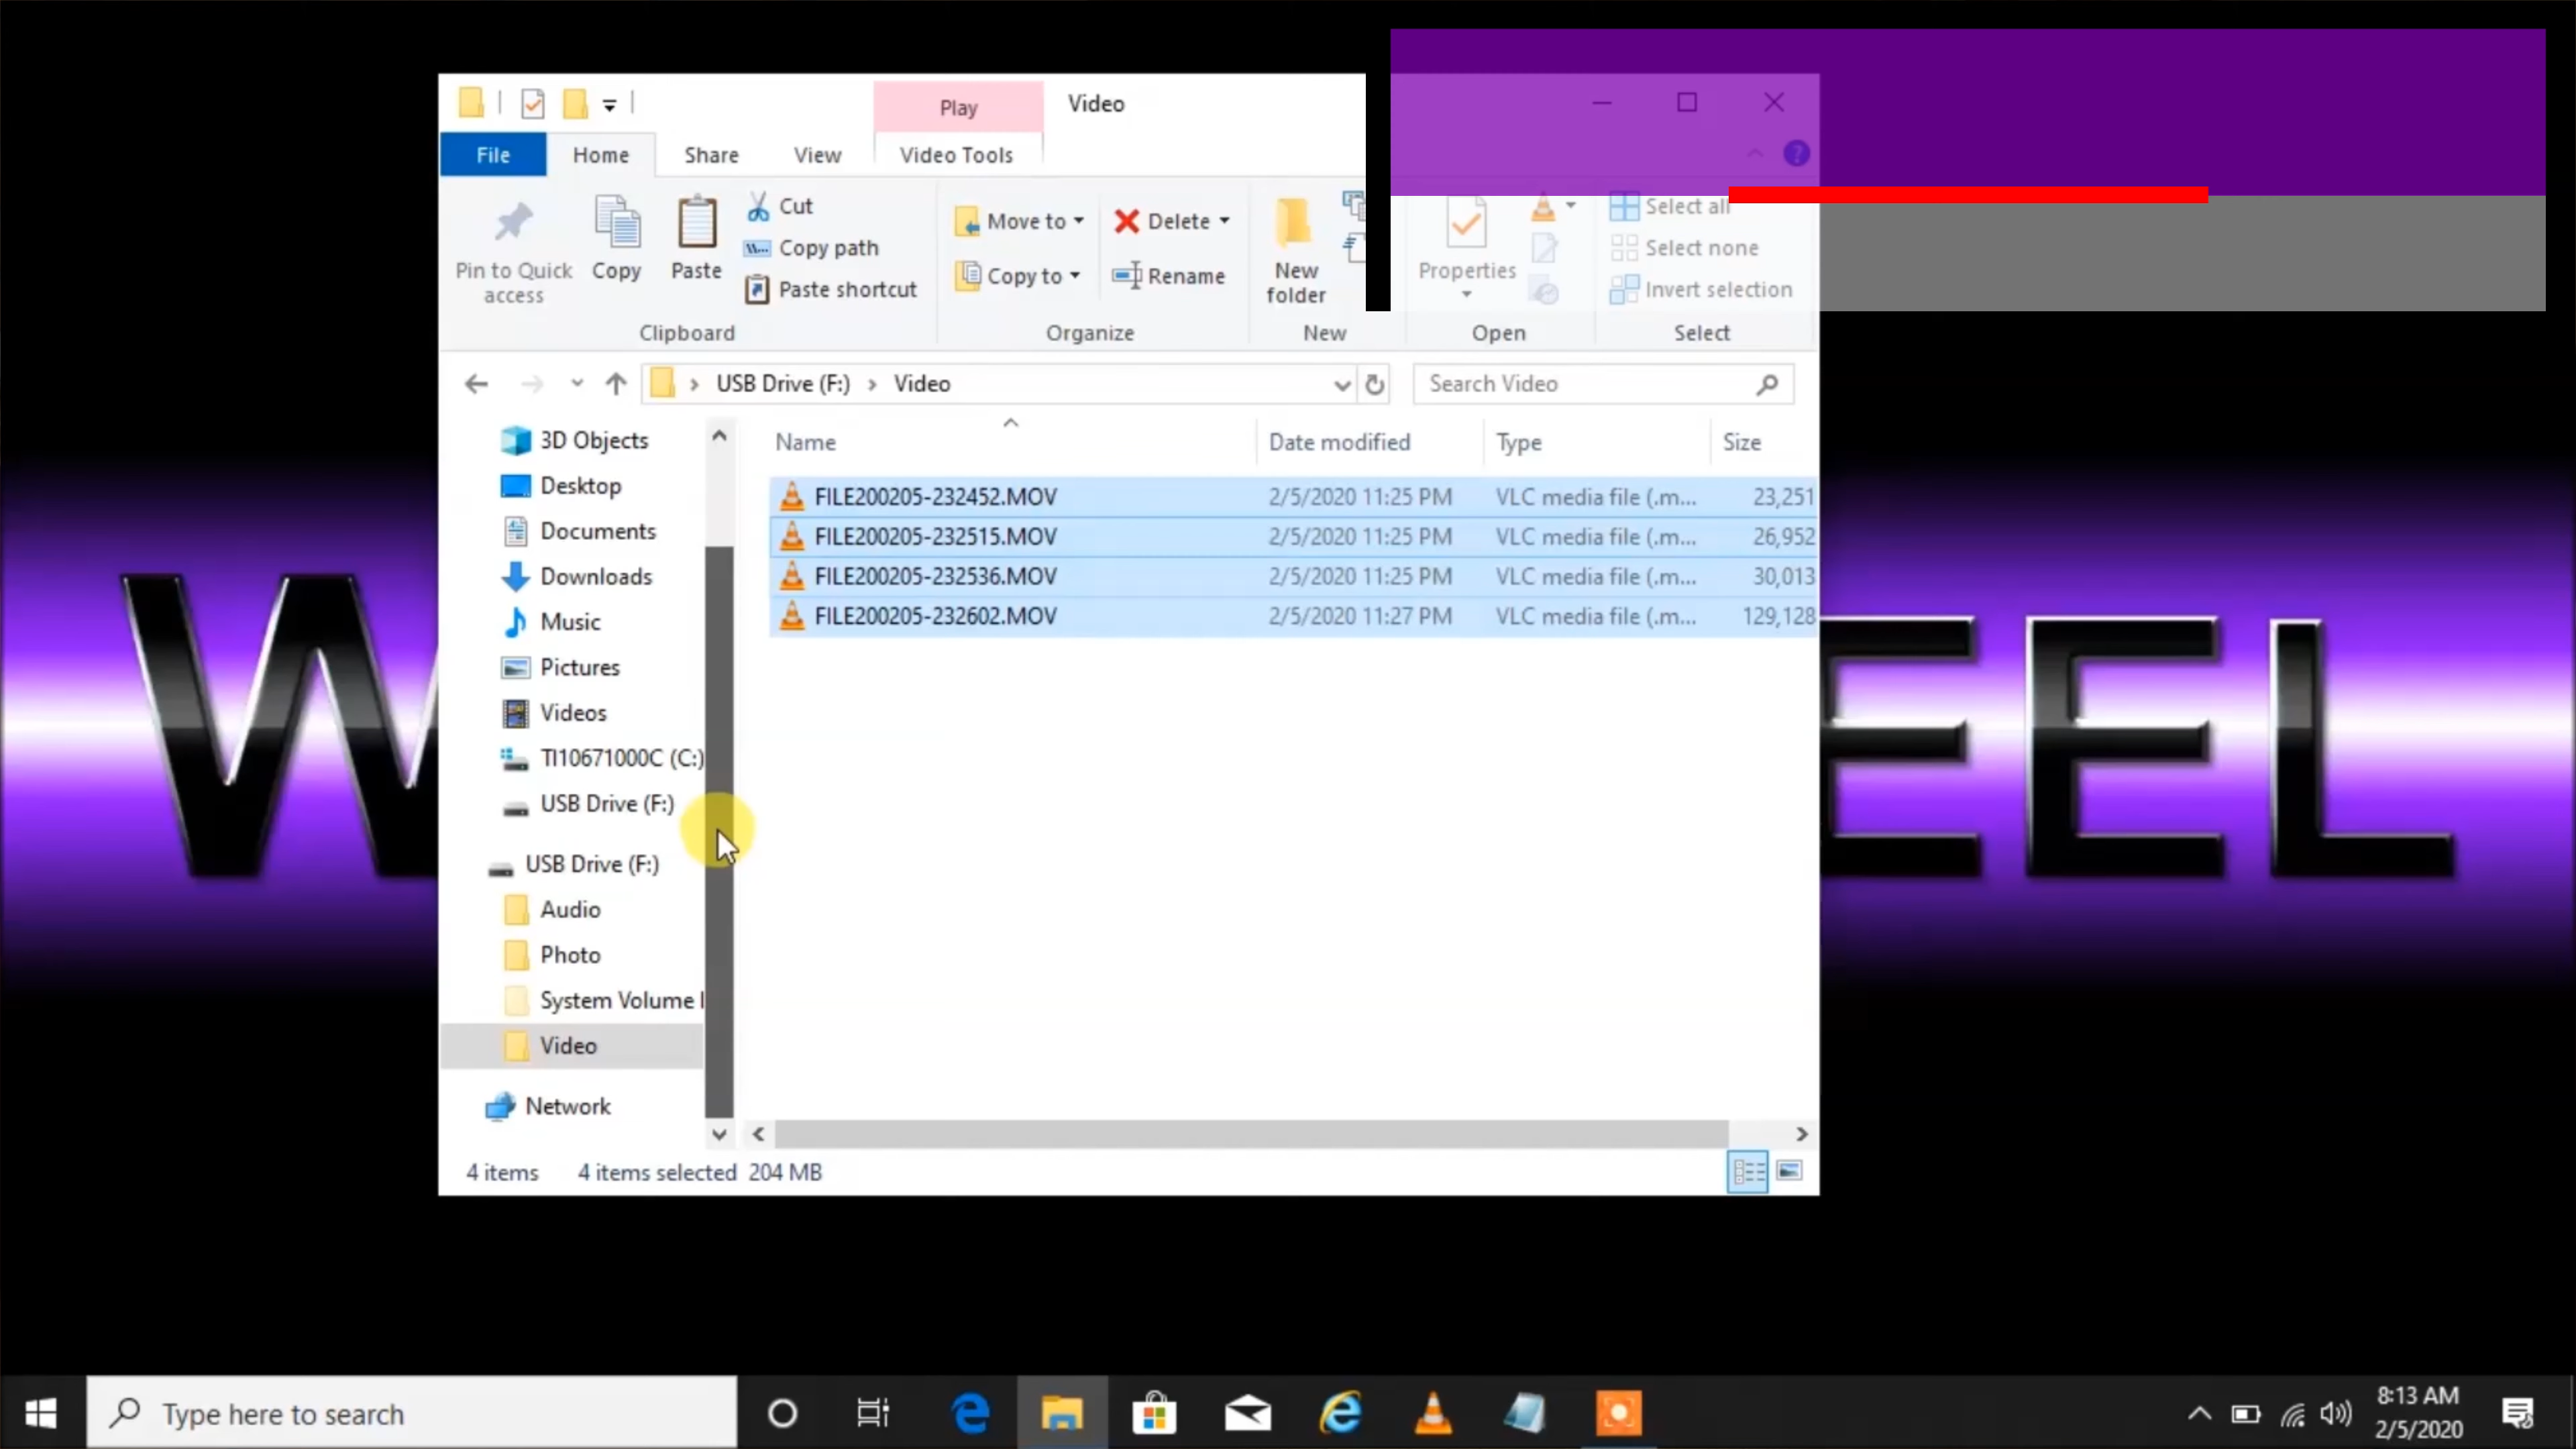 Play
Video
File
Home
Share
View
Video Tools
Pin to Quick access
Copy
Paste
Cut
Copy path
Paste shortcut
Clipboard
Move to
Copy to
Delete
Rename
Organize
New folder
New
Properties
Open
Select all
Select none
Invert selection
Select
USB Drive (F:) > Video
Search Video
Name
Date modified
Type
Size
FILE200205-232452.MOV 2/5/2020 11:25 PM VLC media file (.m... 23,251
FILE200205-232515.MOV 2/5/2020 11:25 PM VLC media file (.m... 26,952
FILE200205-232536.MOV 2/5/2020 11:25 PM VLC media file (.m... 30,013
FILE200205-232602.MOV 2/5/2020 11:27 PM VLC media file (.m... 129,128
3D Objects
Desktop
Documents
Downloads
Music
Pictures
Videos
TI10671000C (C:)
USB Drive (F:)
USB Drive (F:)
Audio
Photo
System Volume I
Video
Network
4 items
4 items selected 204 MB
W EEL
Type here to search
8:13 AM
2/5/2020